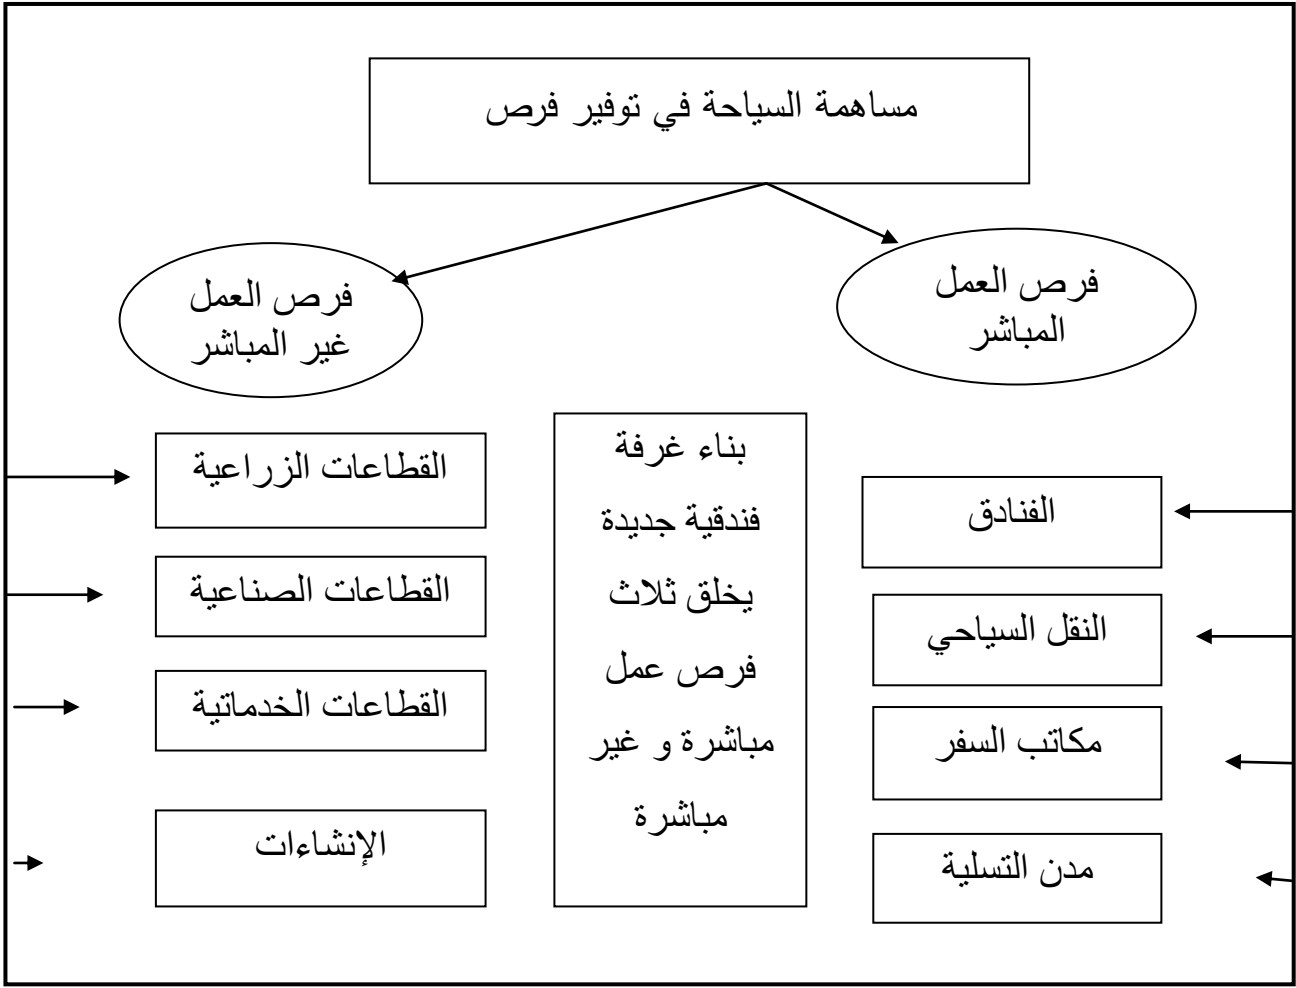 مساهمة السياحة في توفير فرص
فرص العمل
المباشر
فرص العمل
غير المباشر
الفنادق
النقل السياحي
مكاتب السفر
مدن التسلية
بناء غرفة
فندقية جديدة
يخلق ثلاث
فرص عمل
مباشرة و غير
مباشرة
القطاعات الزراعية
القطاعات الصناعية
القطاعات الخدماتية
الإنشاءات